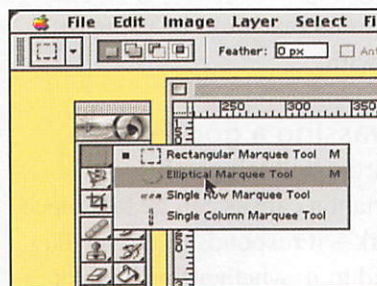 File Edit Image Layer Select Fi
Feather: 0 px Ant
250 300 350
Rectangular Marquee Tool M
Elliptical Marquee Tool M
Single Row Marquee Tool
Single Column Marquee Tool